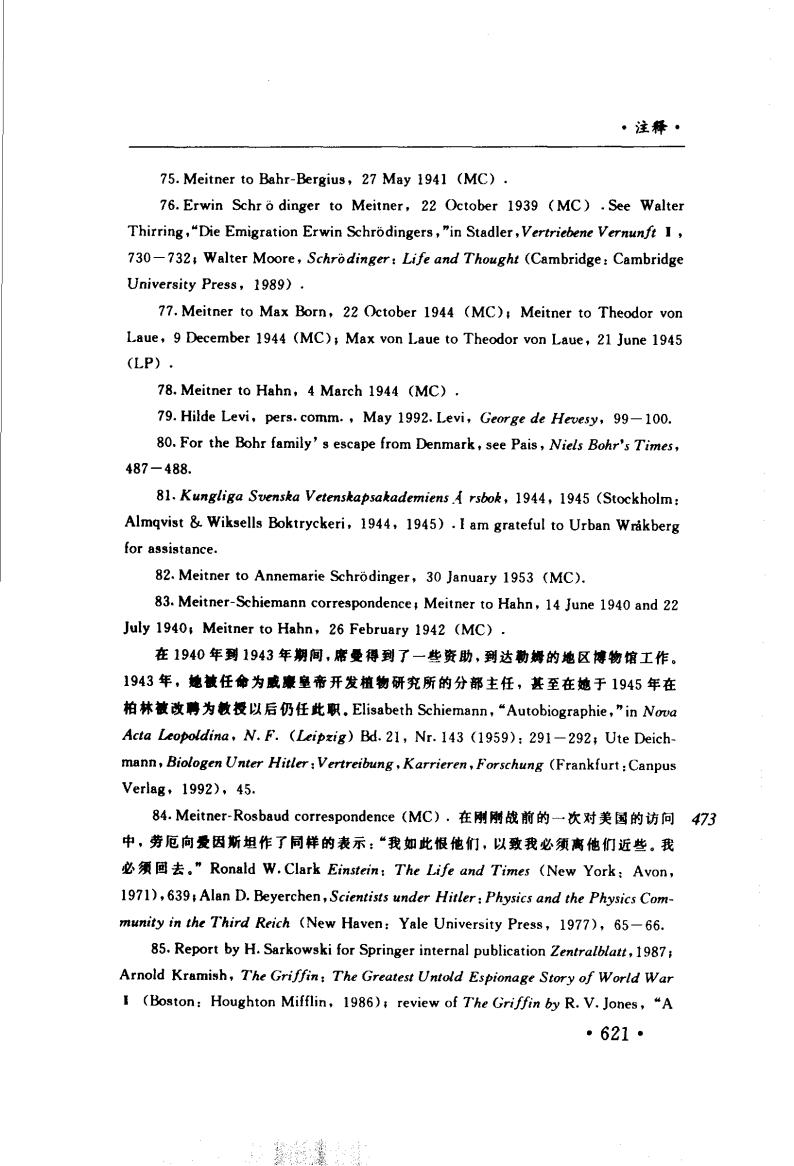 ·注释·
75. Meitner to Bahr-Bergius, 27 May 1941 (MC) .
76. Erwin Schrö dinger to Meitner, 22 October 1939 (MC) .See Walter
Thirring,“Die Emigration Erwin Schrödingers,”in Stadler,Vertriebene Vernunft Ⅱ,
730—732; Walter Moore, Schrödinger: Life and Thought (Cambridge: Cambridge
University Press, 1989) .
77. Meitner to Max Born, 22 October 1944 (MC); Meitner to Theodor von
Laue, 9 December 1944 (MC); Max von Laue to Theodor von Laue, 21 June 1945
(LP) .
78. Meitner to Hahn, 4 March 1944 (MC) .
79. Hilde Levi, pers. comm. , May 1992. Levi, George de Hevesy, 99—100.
80. For the Bohr family’s escape from Denmark, see Pais, Niels Bohr's Times,
487—488.
81. Kungliga Svenska Vetenskapsakademiens Å rsbok, 1944, 1945 (Stockholm:
Almqvist & Wiksells Boktryckeri, 1944, 1945) .I am grateful to Urban Wråkberg
for assistance.
82. Meitner to Annemarie Schrödinger, 30 January 1953 (MC).
83. Meitner-Schiemann correspondence; Meitner to Hahn, 14 June 1940 and 22
July 1940; Meitner to Hahn, 26 February 1942 (MC) .
在 1940 年到 1943 年期间,席曼得到了一些资助,到达勒姆的地区博物馆工作。
1943 年,她被任命为威廉皇帝开发植物研究所的分部主任,甚至在她于 1945 年在
柏林被改聘为教授以后仍任此职。Elisabeth Schiemann, “Autobiographie,”in Nova
Acta Leopoldina, N. F. (Leipzig) Bd. 21, Nr. 143 (1959): 291—292; Ute Deich-
mann, Biologen Unter Hitler: Vertreibung, Karrieren, Forschung (Frankfurt:Canpus
Verlag, 1992), 45.
84. Meitner-Rosbaud correspondence (MC) . 在刚刚战前的一次对美国的访问 473
中,劳厄向爱因斯坦作了同样的表示:“我如此恨他们,以致我必须离他们近些。我
必须回去。” Ronald W. Clark Einstein: The Life and Times (New York: Avon,
1971),639; Alan D. Beyerchen, Scientists under Hitler: Physics and the Physics Com-
munity in the Third Reich (New Haven: Yale University Press, 1977), 65—66.
85. Report by H. Sarkowski for Springer internal publication Zentralblatt, 1987;
Arnold Kramish, The Griffin: The Greatest Untold Espionage Story of World War
Ⅱ (Boston: Houghton Mifflin, 1986); review of The Griffin by R. V. Jones, “A
·621·